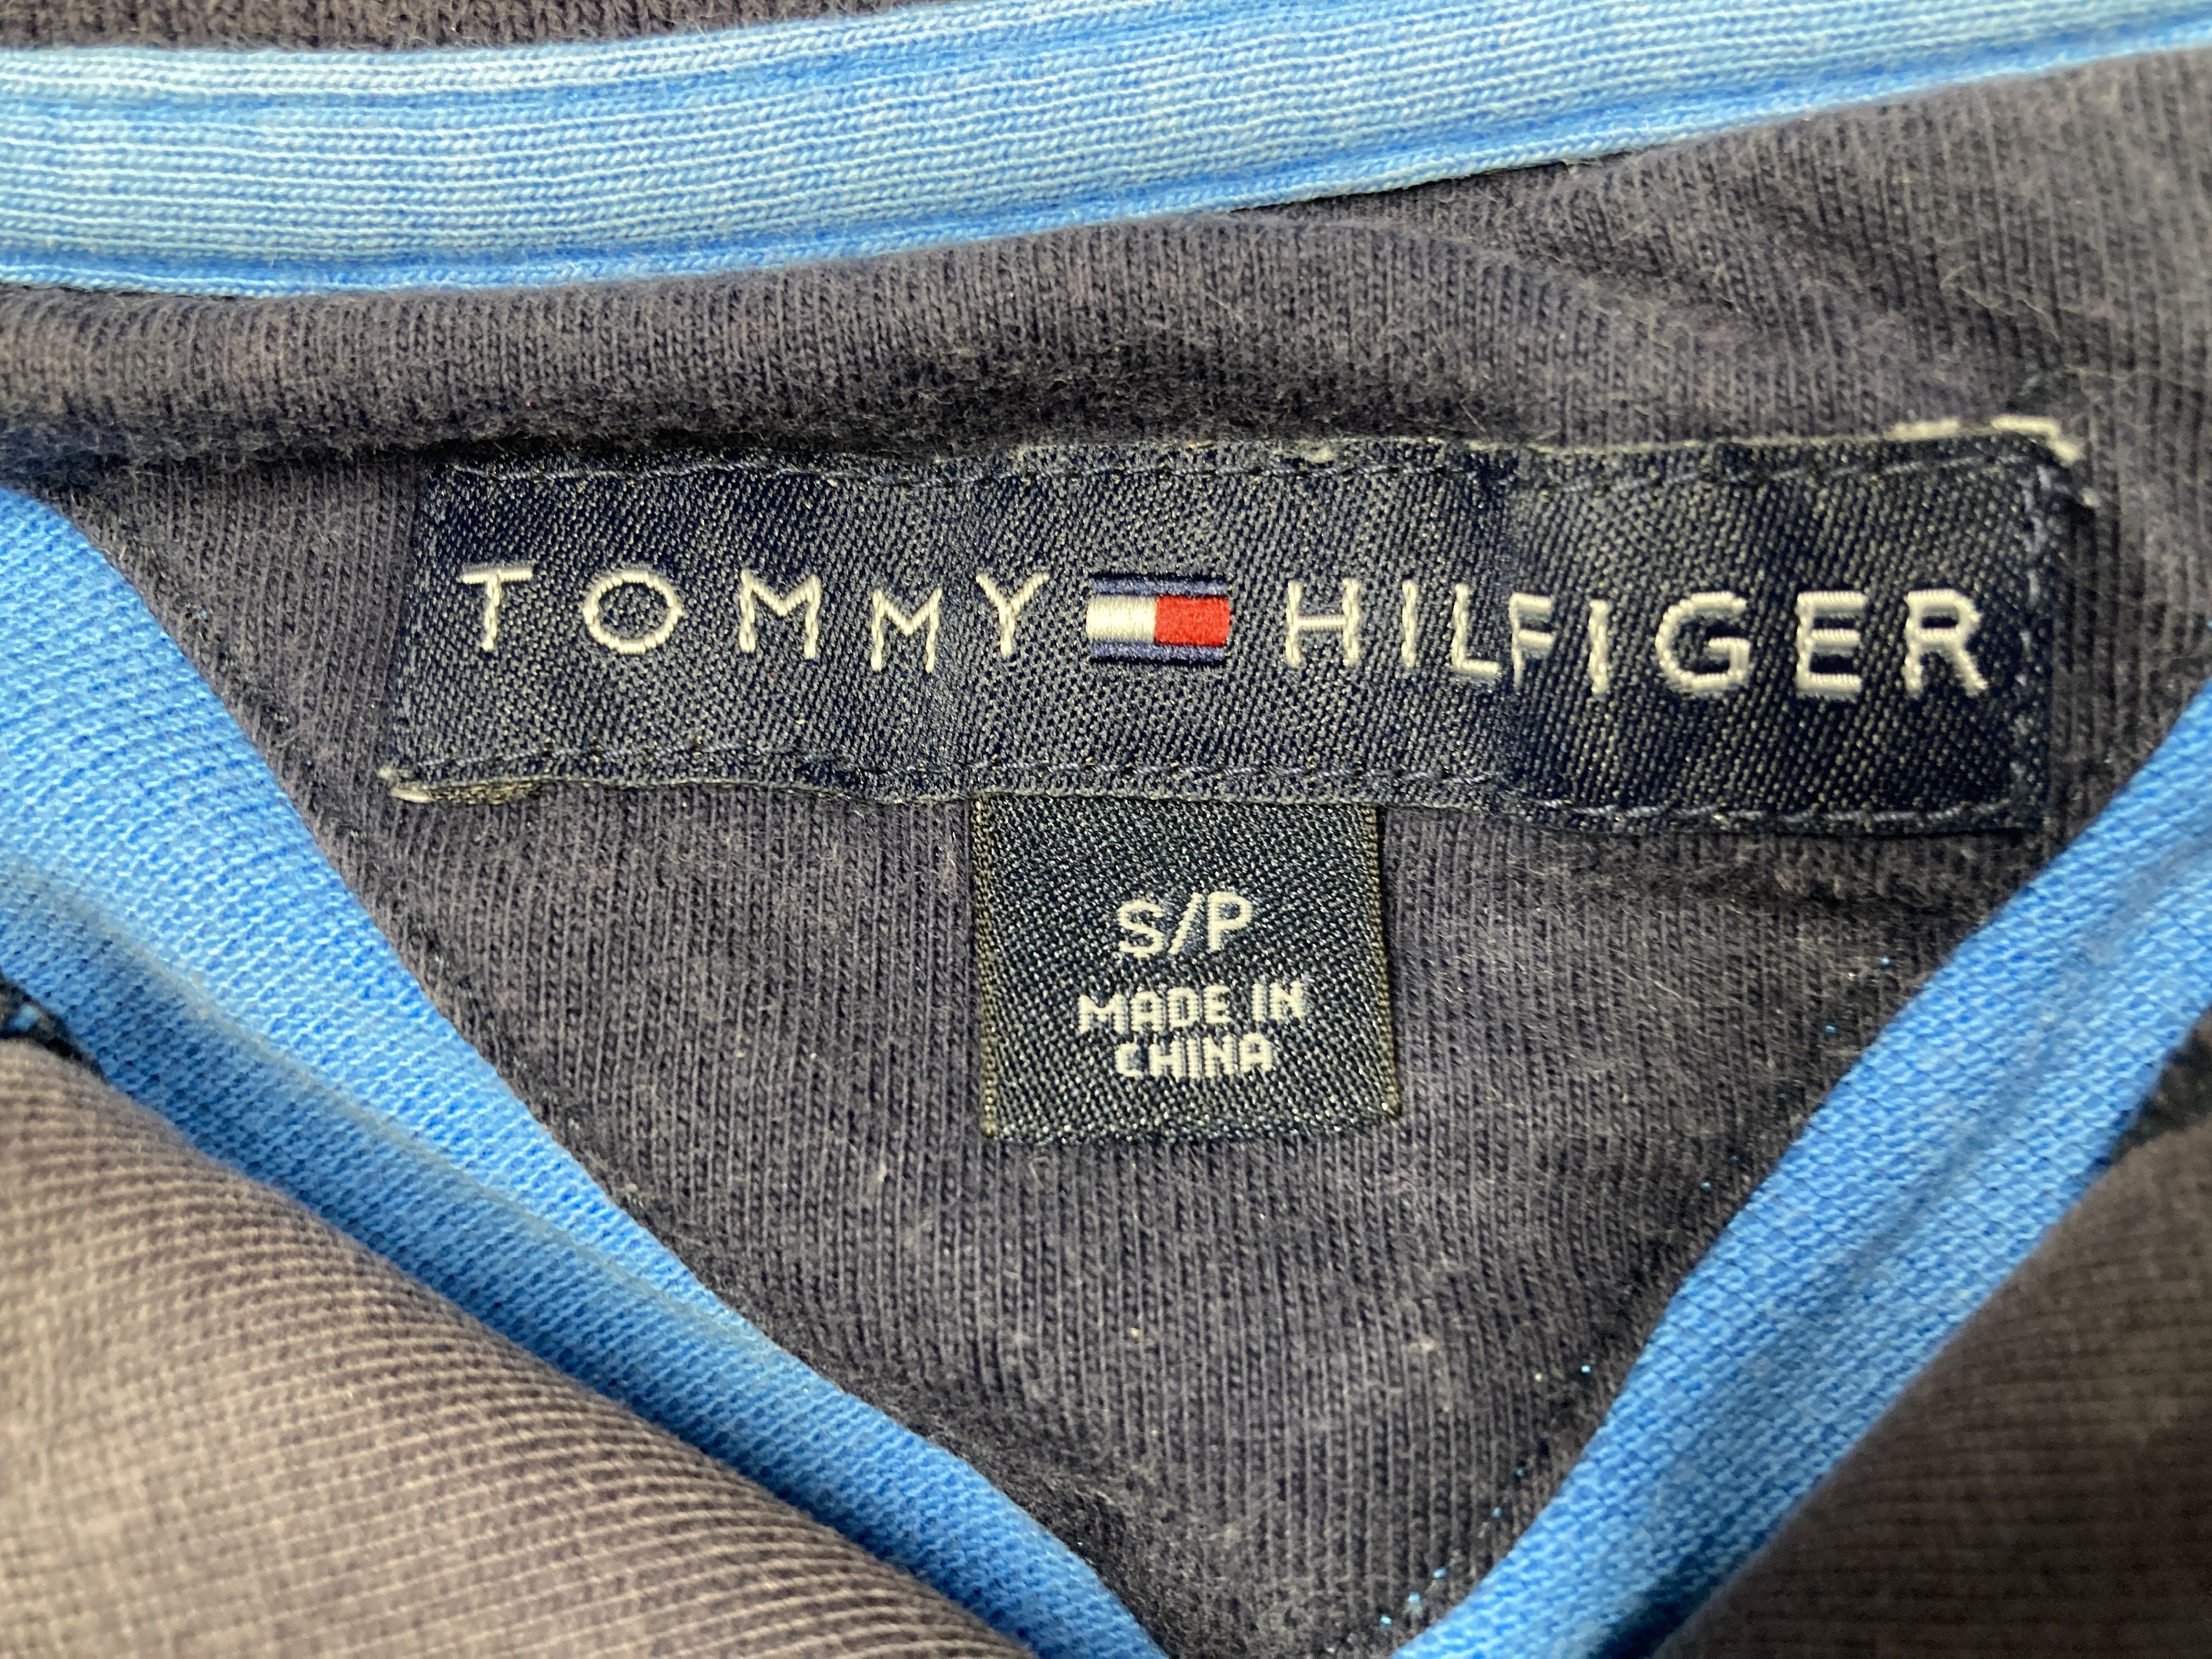 TOMMY HILFIGER
S/P
MADE IN
CHINA